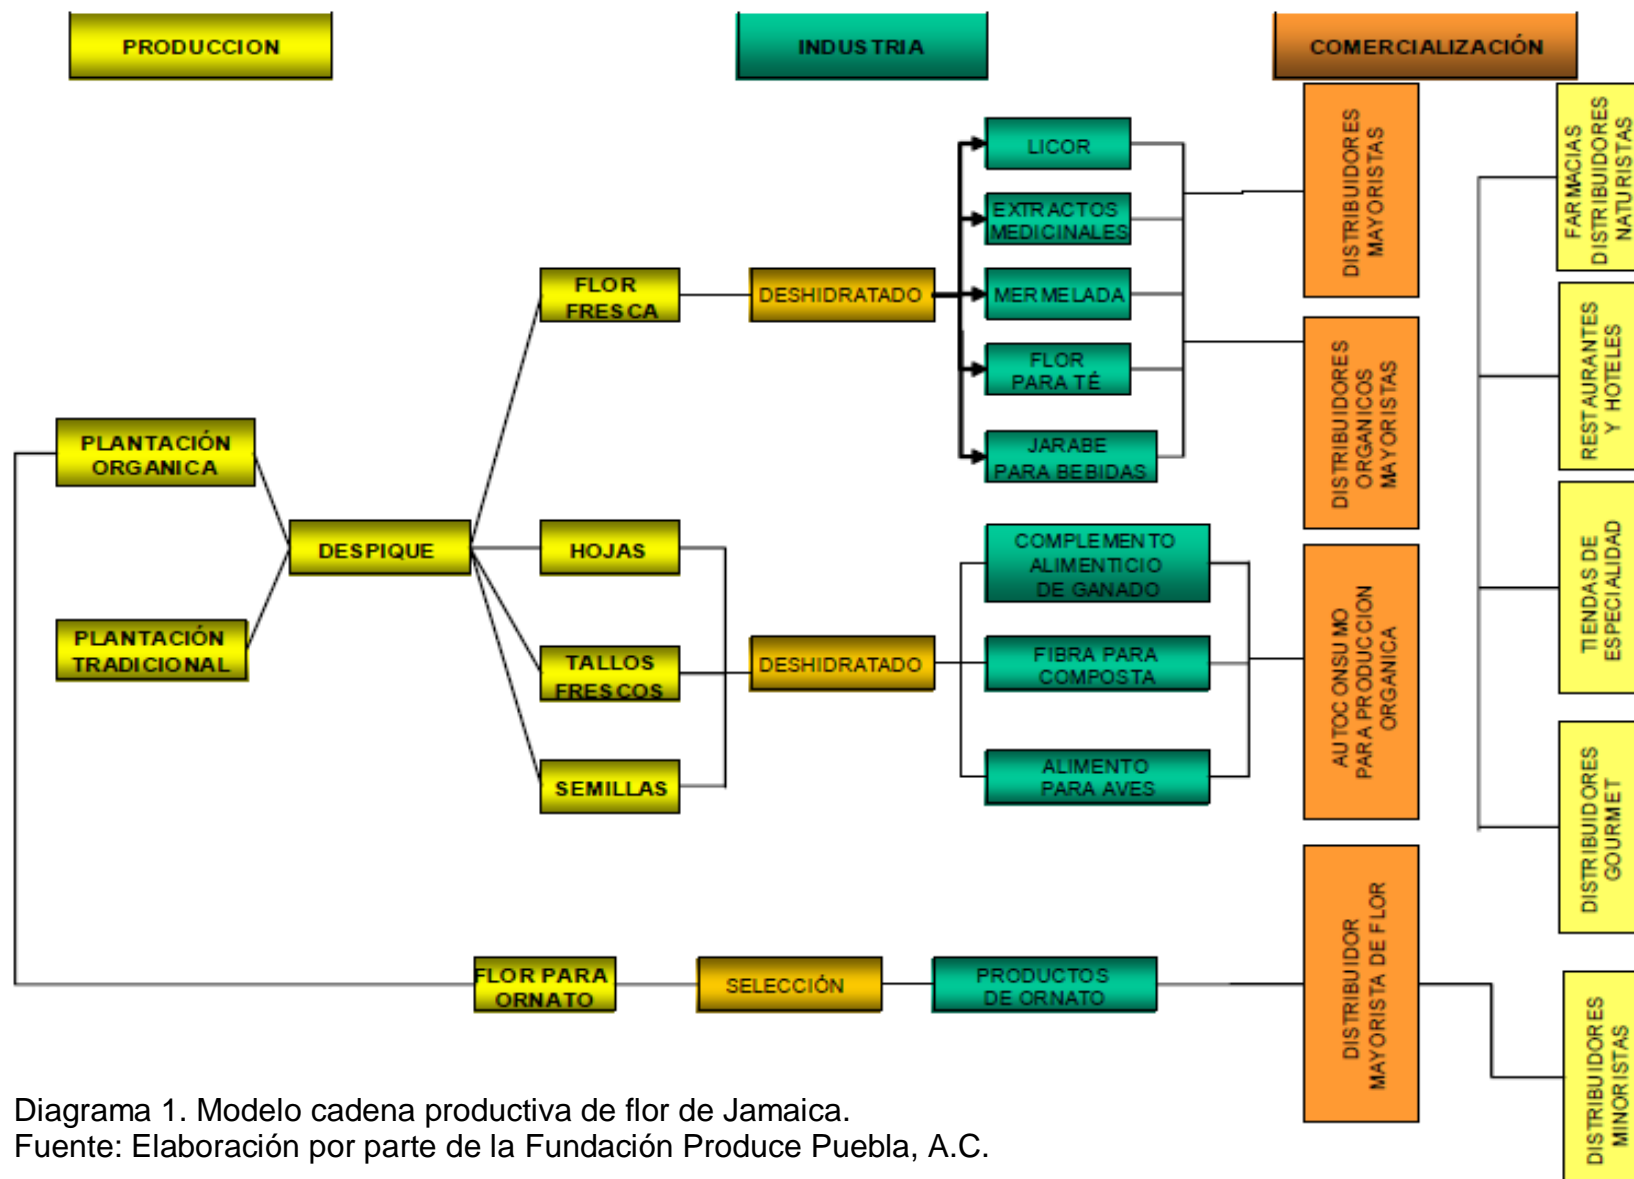 PRODUCCION
INDUSTRIA
COMERCIALIZACIÓN
PLANTACIÓN
ORGANICA
PLANTACIÓN
TRADICIONAL
DESPIQUE
FLOR
FRESCA
HOJAS
TALLOS
FRESCOS
SEMILLAS
DESHIDRATADO
DESHIDRATADO
LICOR
EXTRACTOS
MEDICINALES
MERMELADA
FLOR
PARA TÉ
JARABE
PARA BEBIDAS
COMPLEMENTO
ALIMENTICIO
DE GANADO
FIBRA PARA
COMPOSTA
ALIMENTO
PARA AVES
DISTRIBUIDORES
MAYORISTAS
DISTRIBUIDORES
ORGANICOS
MAYORISTAS
AUTOCONSUMO
PARA PRODUCCION
ORGANICA
FARMACIAS
DISTRIBUIDORES
NATURISTAS
RESTAURANTES
Y HOTELES
TIENDAS DE
ESPECIALIDAD
DISTRIBUIDORES
GOURMET
FLOR PARA
ORNATO
SELECCIÓN
PRODUCTOS
DE ORNATO
DISTRIBUIDOR
MAYORISTA DE FLOR
DISTRIBUIDORES
MINORISTAS
Diagrama 1. Modelo cadena productiva de flor de Jamaica.
Fuente: Elaboración por parte de la Fundación Produce Puebla, A.C.